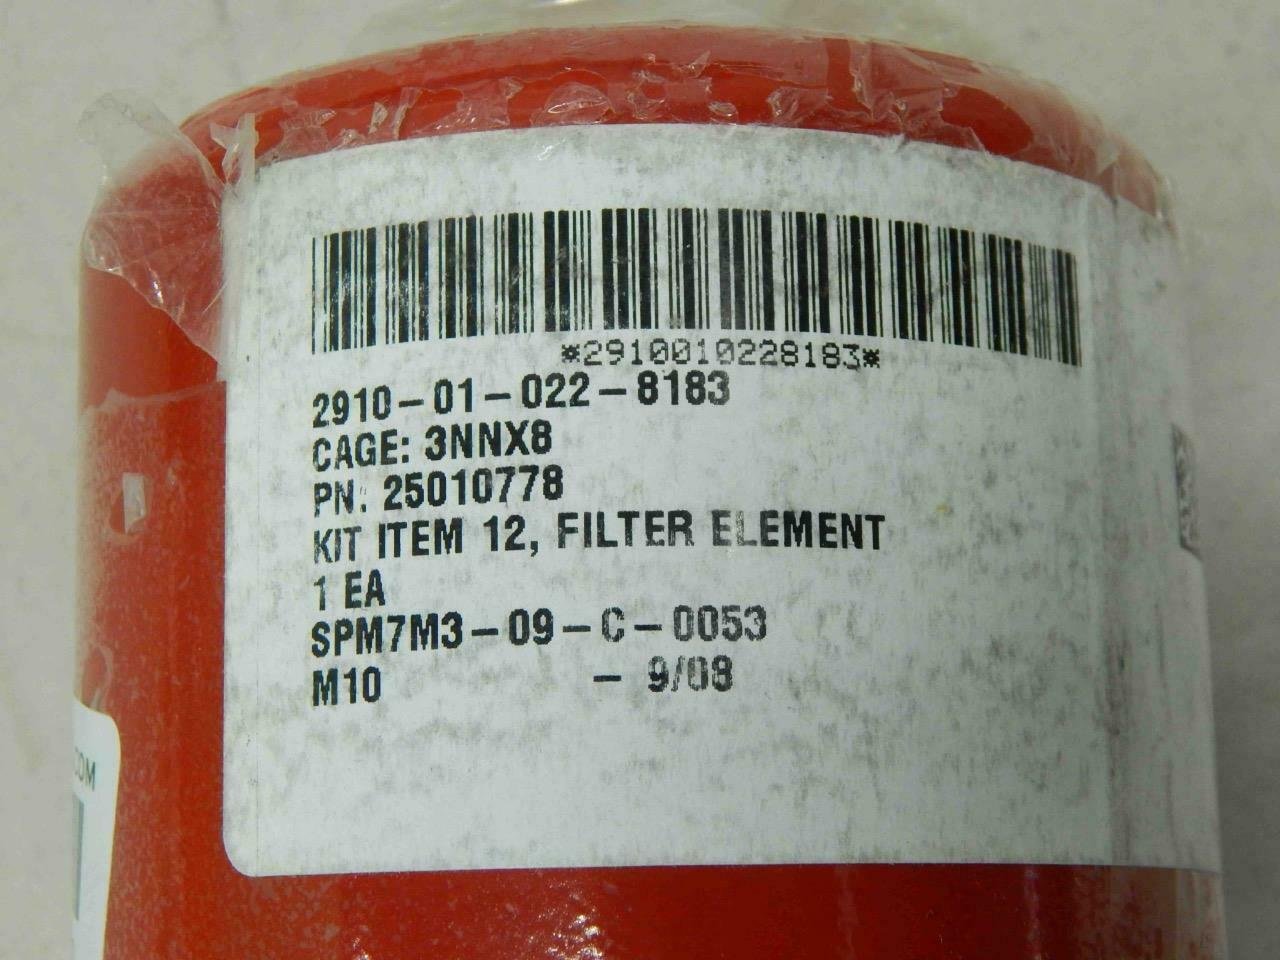 *2910010228183*
2910-01-022-8183
CAGE: 3NNX8
PN: 25010778
KIT ITEM 12, FILTER ELEMENT
1 EA
SPM7M3-09-C-0053
M10 - 9/08